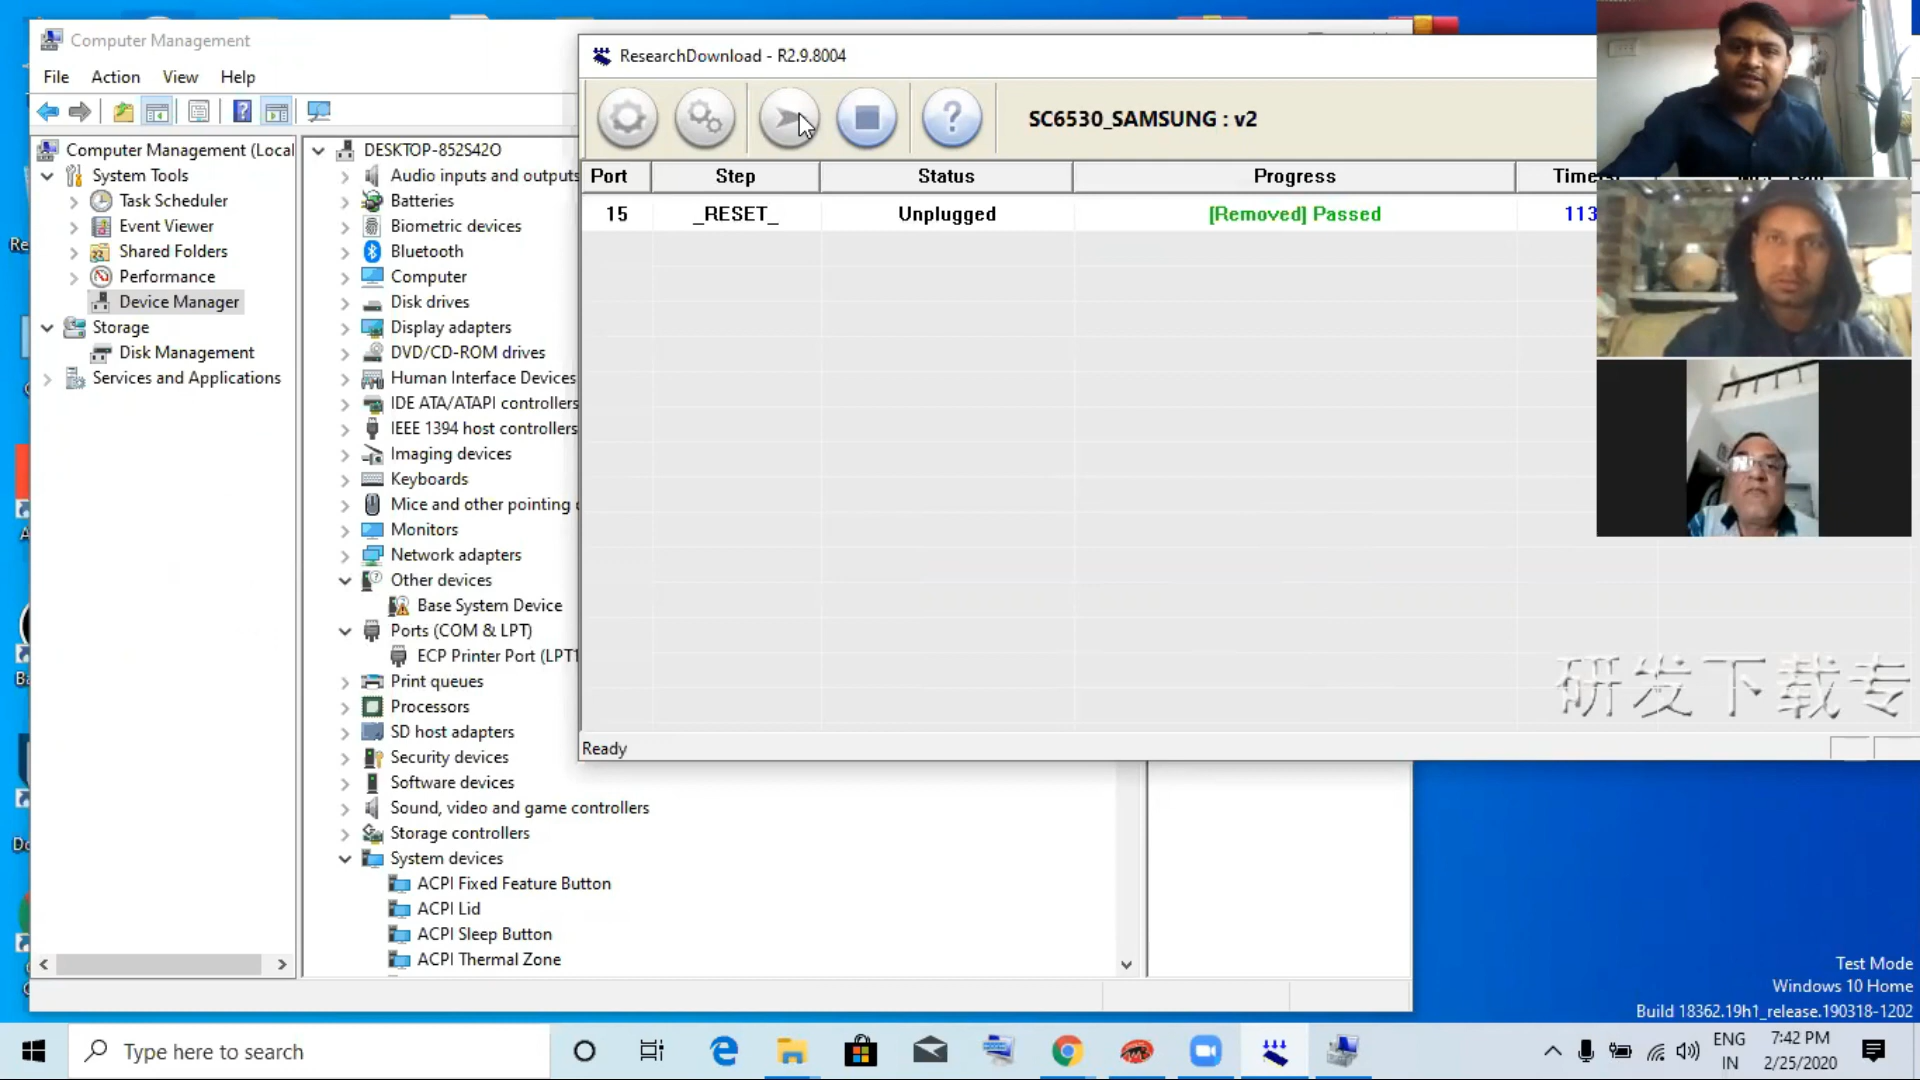 Computer Management
File Action View Help
Computer Management (Local
System Tools
Task Scheduler
Event Viewer
Shared Folders
Performance
Device Manager
Storage
Disk Management
Services and Applications
DESKTOP-852S42O
Audio inputs and outputs
Batteries
Biometric devices
Bluetooth
Computer
Disk drives
Display adapters
DVD/CD-ROM drives
Human Interface Devices
IDE ATA/ATAPI controllers
IEEE 1394 host controllers
Imaging devices
Keyboards
Mice and other pointing
Monitors
Network adapters
Other devices
Base System Device
Ports (COM & LPT)
ECP Printer Port (LPT1
Print queues
Processors
SD host adapters
Security devices
Software devices
Sound, video and game controllers
Storage controllers
System devices
ACPI Fixed Feature Button
ACPI Lid
ACPI Sleep Button
ACPI Thermal Zone
ResearchDownload - R2.9.8004
SC6530_SAMSUNG : v2
Port Step Status Progress
15 _RESET_ Unplugged [Removed] Passed 113
研发下载专
Ready
Test Mode
Windows 10 Home
Build 18362.19h1_release.190318-1202
Type here to search
ENG
IN
7:42 PM
2/25/2020